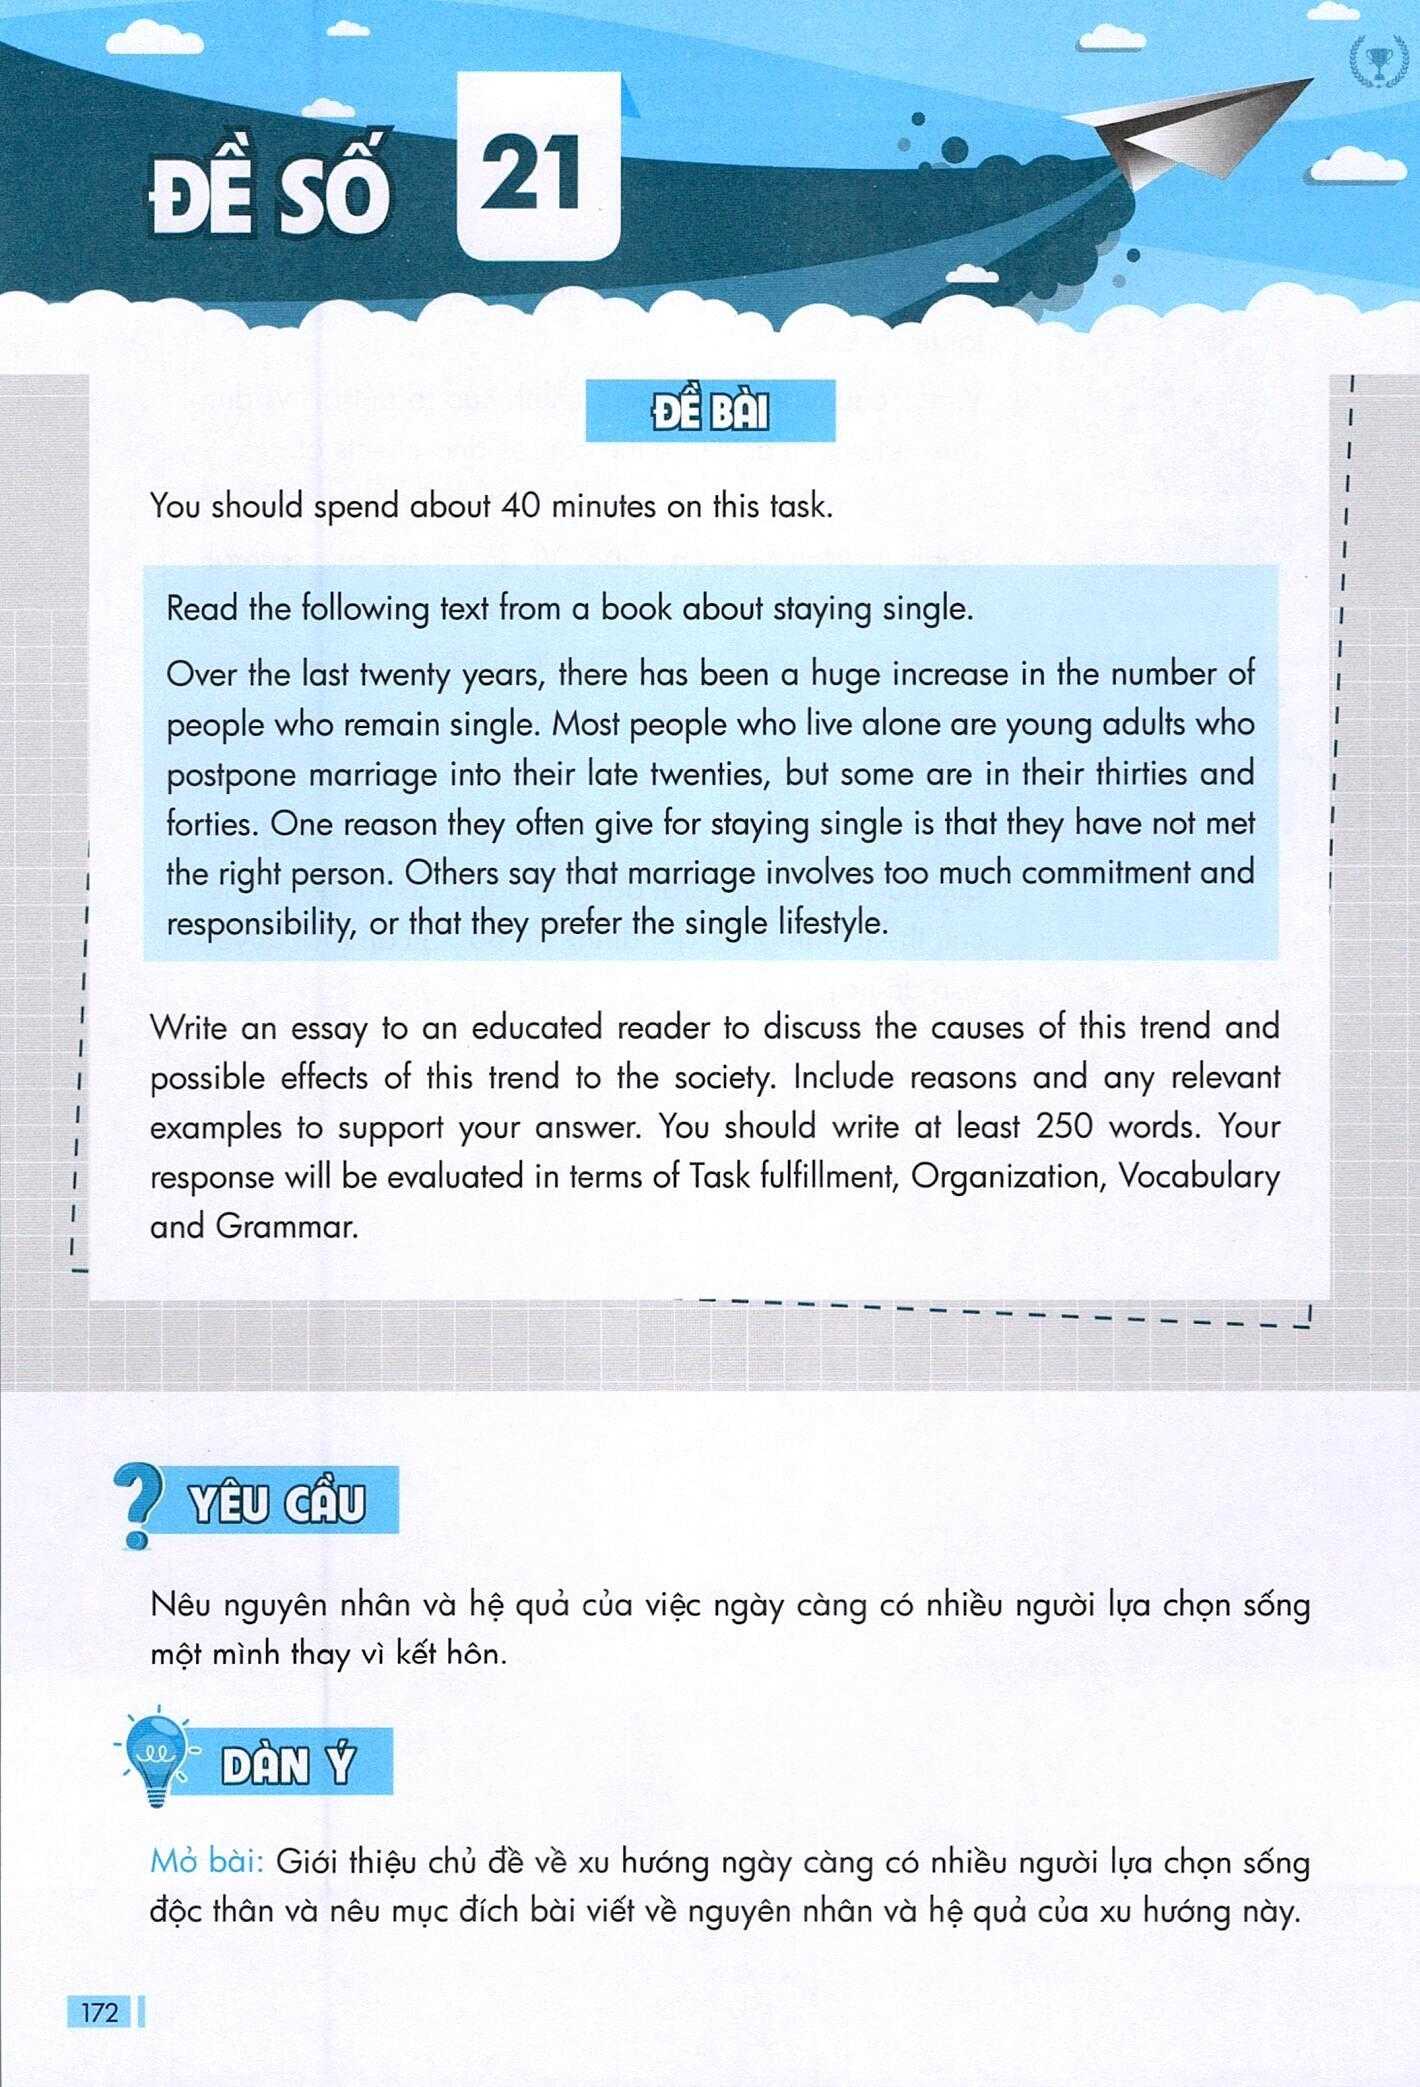 ĐỀ SỐ 21
ĐỀ BÀI
You should spend about 40 minutes on this task.
Read the following text from a book about staying single.
Over the last twenty years, there has been a huge increase in the number of
people who remain single. Most people who live alone are young adults who
postpone marriage into their late twenties, but some are in their thirties and
forties. One reason they often give for staying single is that they have not met
the right person. Others say that marriage involves too much commitment and
responsibility, or that they prefer the single lifestyle.
Write an essay to an educated reader to discuss the causes of this trend and
possible effects of this trend to the society. Include reasons and any relevant
examples to support your answer. You should write at least 250 words. Your
response will be evaluated in terms of Task fulfillment, Organization, Vocabulary
and Grammar.
YÊU CẦU
Nêu nguyên nhân và hệ quả của việc ngày càng có nhiều người lựa chọn sống
một mình thay vì kết hôn.
DÀN Ý
Mở bài: Giới thiệu chủ đề về xu hướng ngày càng có nhiều người lựa chọn sống
độc thân và nêu mục đích bài viết về nguyên nhân và hệ quả của xu hướng này.
172